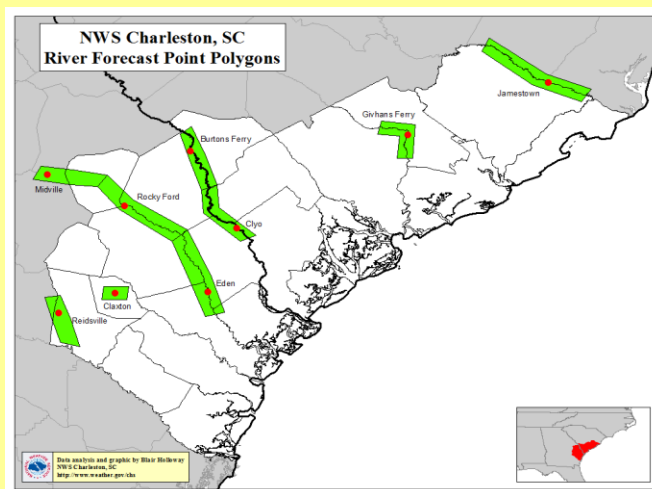 NWS Charleston, SC
River Forecast Point Polygons
Jamestown
Givhans Ferry
Burtons Ferry
Midville
Rocky Ford
Clyo
Eden
Claxton
Reidsville
Data analysis and graphic by Blair Holloway
NWS Charleston, SC
http://www.weather.gov/chs